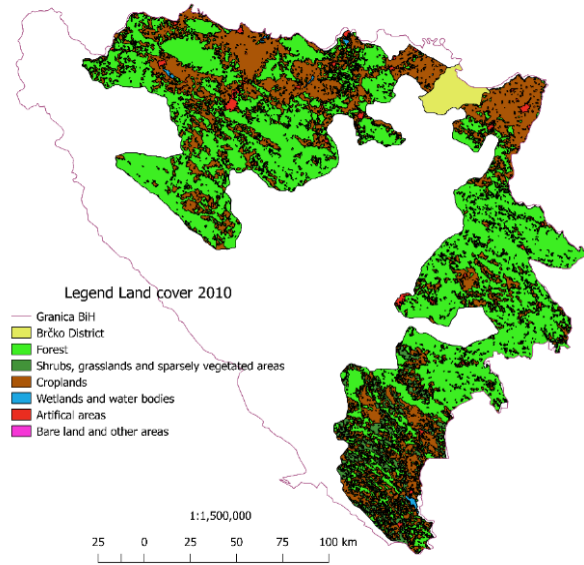 Legend Land cover 2010
Granica BiH
Brčko District
Forest
Shrubs, grasslands and sparsely vegetated areas
Croplands
Wetlands and water bodies
Artifical areas
Bare land and other areas
1:1,500,000
25 0 25 50 75 100 km